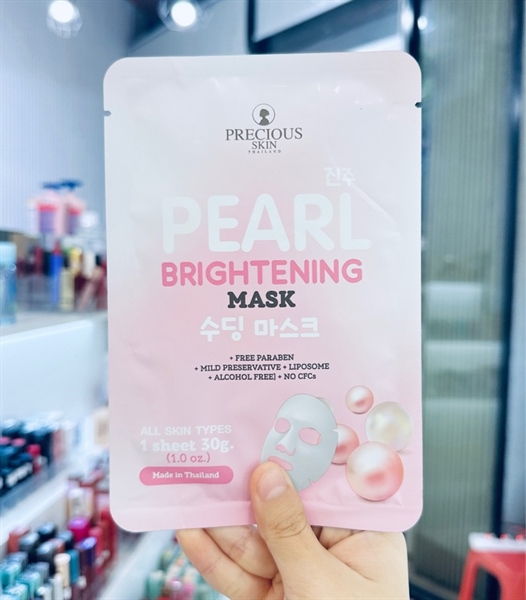 PRECIOUS
SKIN
THAILAND
진주
PEARL
BRIGHTENING
MASK
수딩 마스크
+ FREE PARABEN
+ MILD PRESERVATIVE + LIPOSOME
+ ALCOHOL FREE) + NO CFCs
ALL SKIN TYPES
1 sheet 30g.
(1.0 oz.)
Made in Thailand